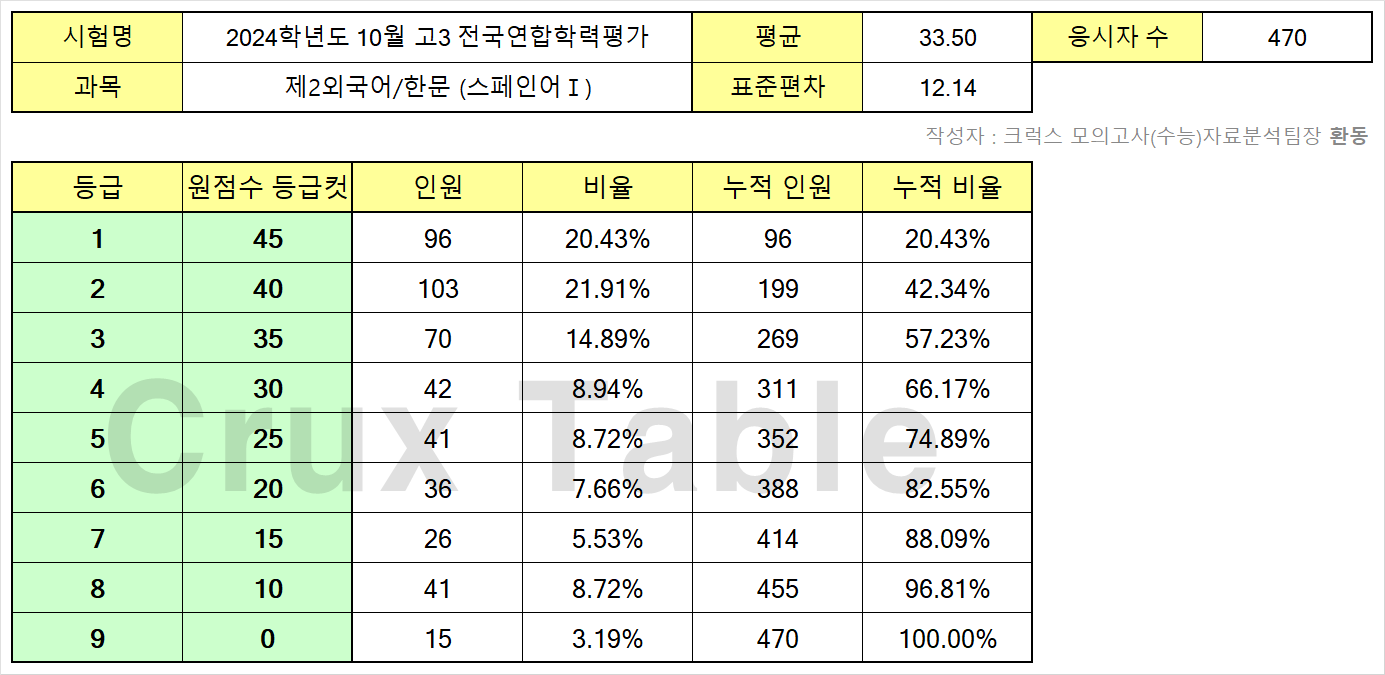 시험명 2024학년도 10월 고3 전국연합학력평가 평균 33.50 응시자 수 470
과목 제2외국어/한문 (스페인어Ⅰ) 표준편차 12.14
작성자 : 크럭스 모의고사(수능)자료분석팀장 환동
등급 원점수 등급컷 인원 비율 누적 인원 누적 비율
1 45 96 20.43% 96 20.43%
2 40 103 21.91% 199 42.34%
3 35 70 14.89% 269 57.23%
4 30 42 8.94% 311 66.17%
5 25 41 8.72% 352 74.89%
6 20 36 7.66% 388 82.55%
7 15 26 5.53% 414 88.09%
8 10 41 8.72% 455 96.81%
9 0 15 3.19% 470 100.00%
Crux Table